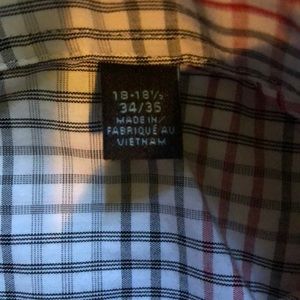 18-18½
34/35
MADE IN/
FABRIQUÉ AU
VIETNAM